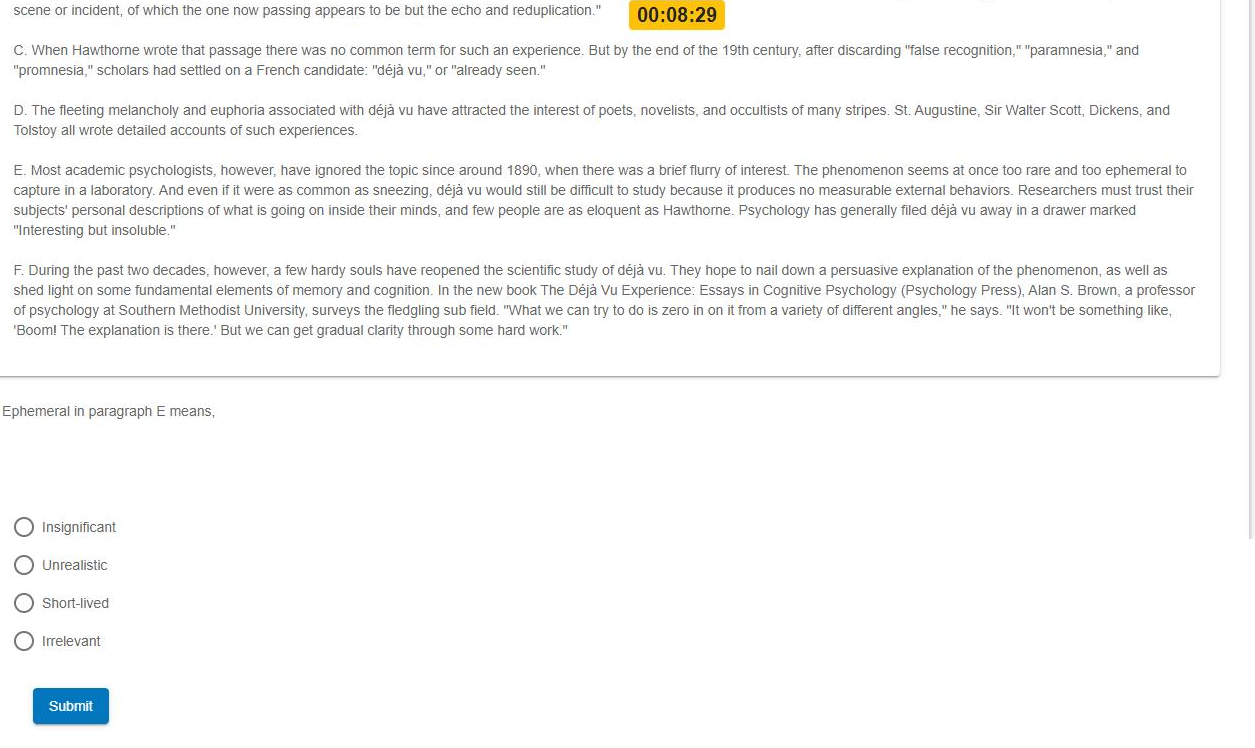 scene or incident, of which the one now passing appears to be but the echo and reduplication."
00:08:29
C. When Hawthorne wrote that passage there was no common term for such an experience. But by the end of the 19th century, after discarding "false recognition," "paramnesia," and
"promnesia," scholars had settled on a French candidate: "déjà vu," or "already seen."
D. The fleeting melancholy and euphoria associated with déjà vu have attracted the interest of poets, novelists, and occultists of many stripes. St. Augustine, Sir Walter Scott, Dickens, and
Tolstoy all wrote detailed accounts of such experiences.
E. Most academic psychologists, however, have ignored the topic since around 1890, when there was a brief flurry of interest. The phenomenon seems at once too rare and too ephemeral to
capture in a laboratory. And even if it were as common as sneezing, déjà vu would still be difficult to study because it produces no measurable external behaviors. Researchers must trust their
subjects' personal descriptions of what is going on inside their minds, and few people are as eloquent as Hawthorne. Psychology has generally filed déjà vu away in a drawer marked
"Interesting but insoluble."
F. During the past two decades, however, a few hardy souls have reopened the scientific study of déjà vu. They hope to nail down a persuasive explanation of the phenomenon, as well as
shed light on some fundamental elements of memory and cognition. In the new book The Déjà Vu Experience: Essays in Cognitive Psychology (Psychology Press), Alan S. Brown, a professor
of psychology at Southern Methodist University, surveys the fledgling sub field. "What we can try to do is zero in on it from a variety of different angles," he says. "It won't be something like,
'Boom! The explanation is there.' But we can get gradual clarity through some hard work."
Ephemeral in paragraph E means,
Insignificant
Unrealistic
Short-lived
Irrelevant
Submit